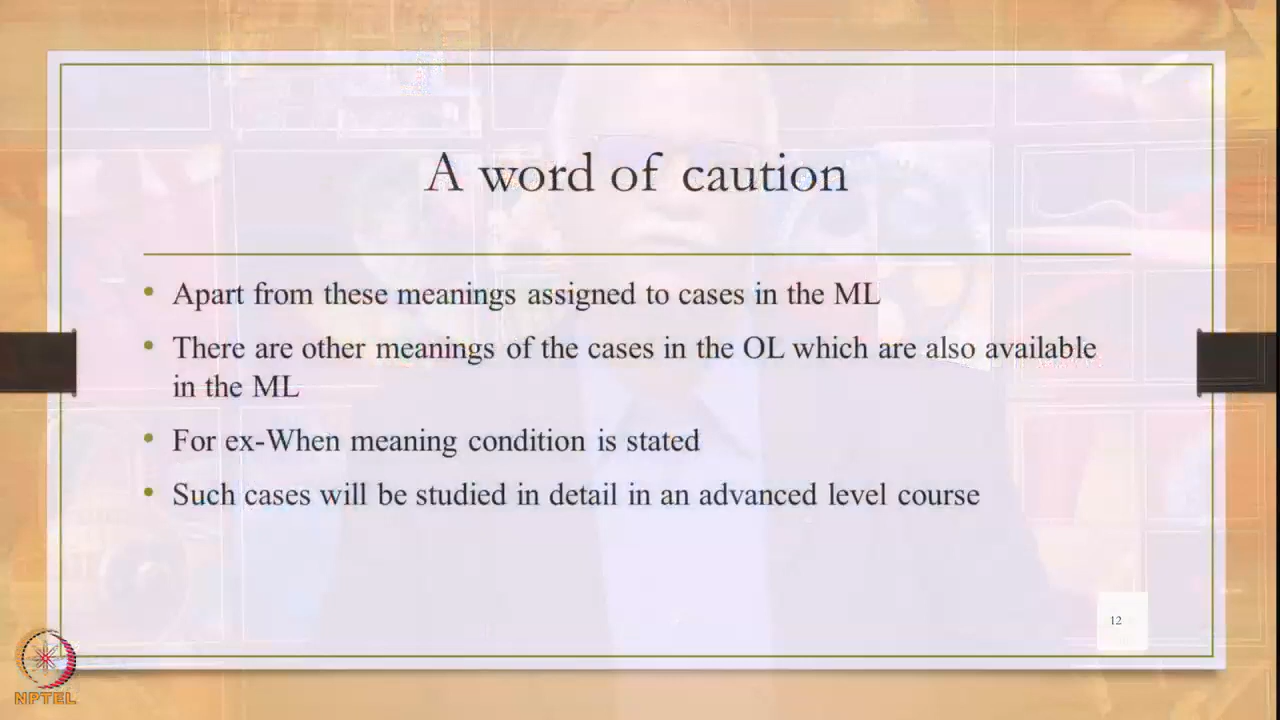 A word of caution
• Apart from these meanings assigned to cases in the ML
• There are other meanings of the cases in the OL which are also available
in the ML
• For ex-When meaning condition is stated
• Such cases will be studied in detail in an advanced level course
12
NPTEL